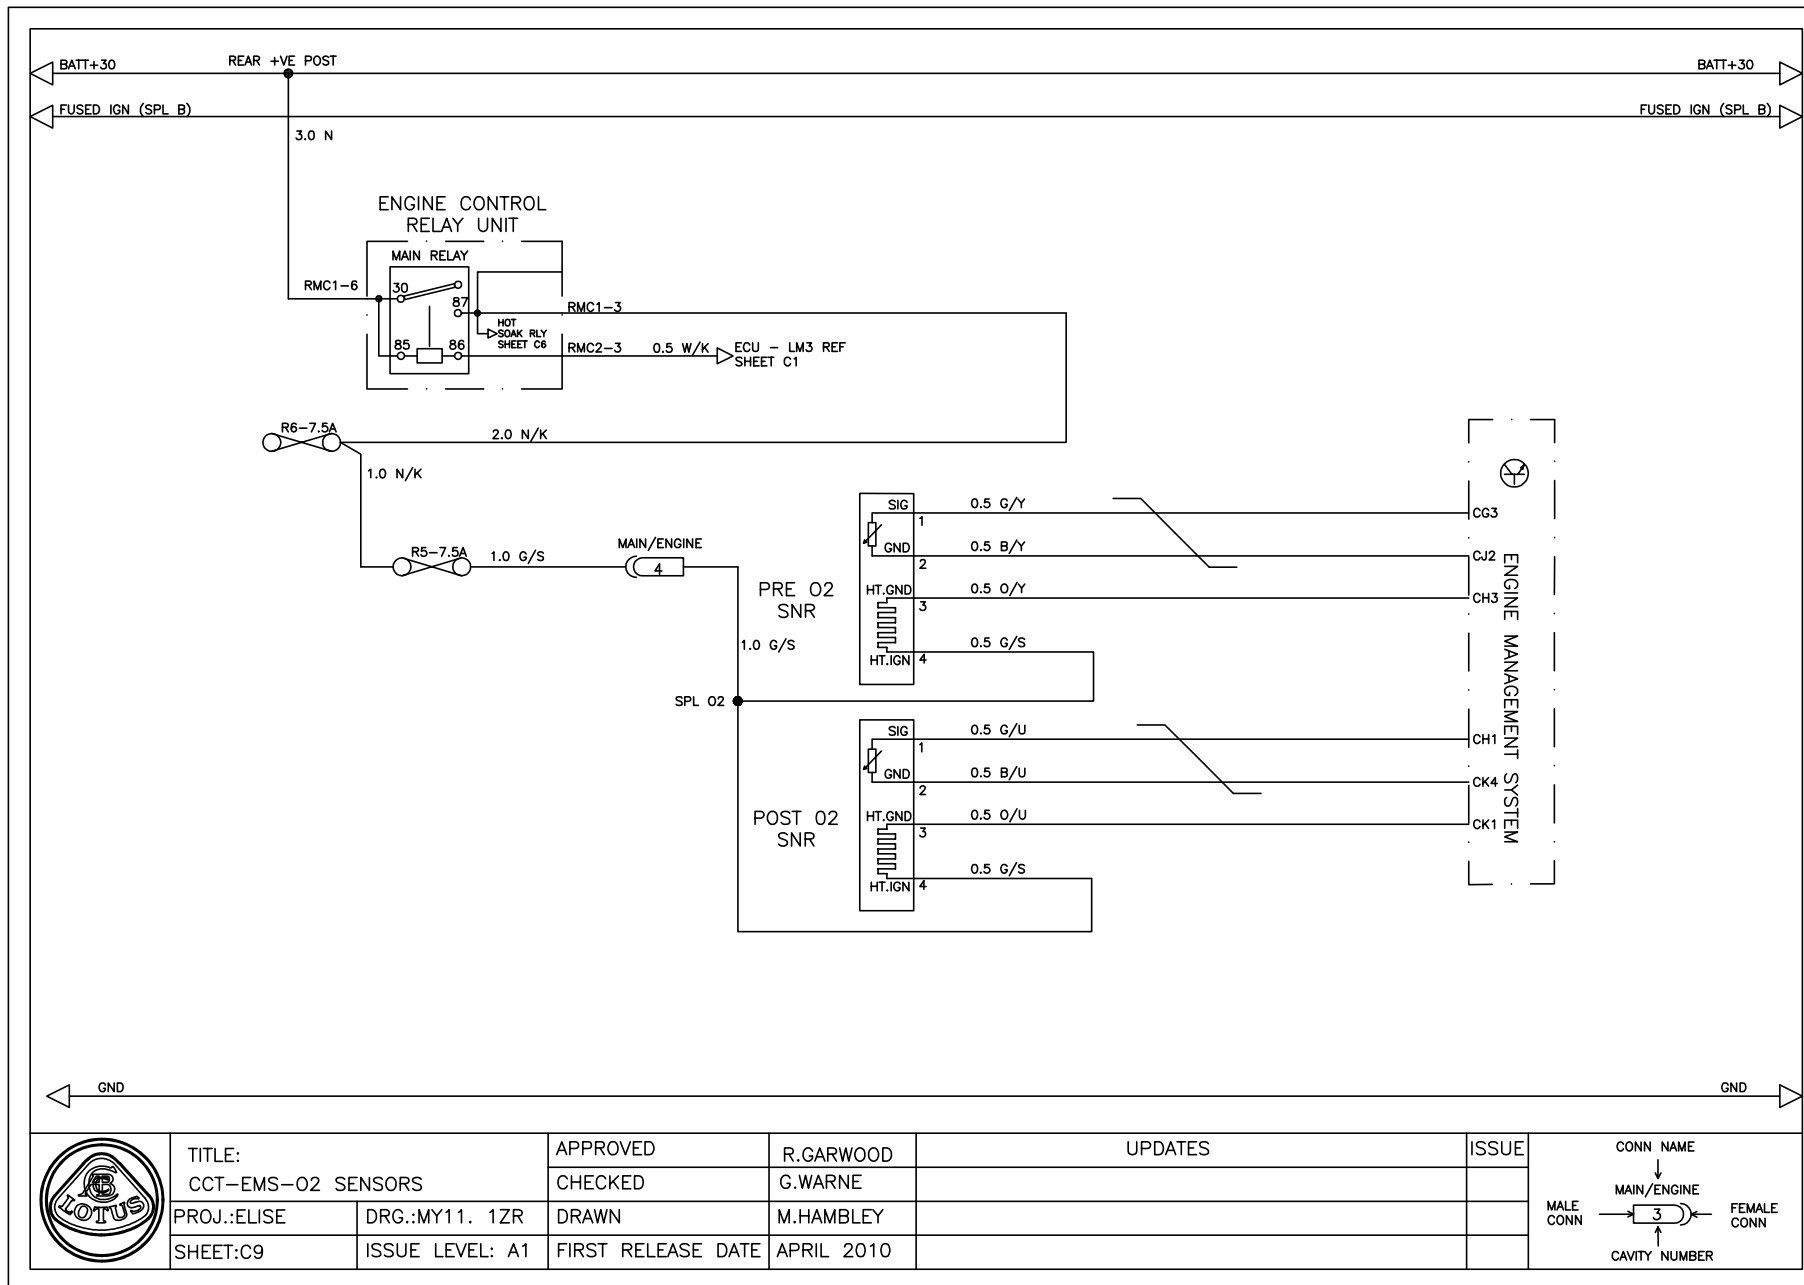 BATT+30
REAR +VE POST
BATT+30
FUSED IGN (SPL B)
FUSED IGN (SPL B)
3.0 N
ENGINE CONTROL
RELAY UNIT
MAIN RELAY
RMC1-6
30
87
RMC1-3
HOT
SOAK RLY
SHEET C6
85
86
RMC2-3
0.5 W/K
ECU - LM3 REF
SHEET C1
R6-7.5A
2.0 N/K
1.0 N/K
R5-7.5A
1.0 G/S
MAIN/ENGINE
4
1.0 G/S
SPL O2
PRE O2
SNR
SIG
1
0.5 G/Y
CG3
GND
2
0.5 B/Y
CJ2
HT.GND
3
0.5 O/Y
CH3
HT.IGN
4
0.5 G/S
POST O2
SNR
SIG
1
0.5 G/U
CH1
GND
2
0.5 B/U
CK4
HT.GND
3
0.5 O/U
CK1
HT.IGN
4
0.5 G/S
ENGINE MANAGEMENT SYSTEM
GND
GND
LOTUS
TITLE:
CCT-EMS-O2 SENSORS
PROJ.:ELISE
DRG.:MY11. 1ZR
SHEET:C9
ISSUE LEVEL: A1
APPROVED
R.GARWOOD
CHECKED
G.WARNE
DRAWN
M.HAMBLEY
FIRST RELEASE DATE
APRIL 2010
UPDATES
ISSUE
CONN NAME
MAIN/ENGINE
MALE
CONN
3
FEMALE
CONN
CAVITY NUMBER